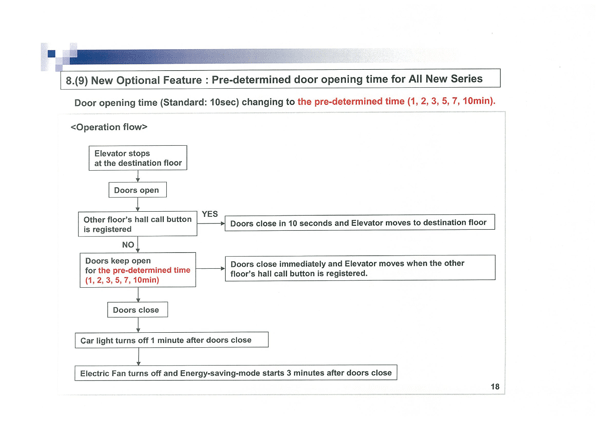 8.(9) New Optional Feature : Pre-determined door opening time for All New Series
Door opening time (Standard: 10sec) changing to the pre-determined time (1, 2, 3, 5, 7, 10min).
<Operation flow>
Elevator stops
at the destination floor
Doors open
Other floor's hall call button
is registered
YES
Doors close in 10 seconds and Elevator moves to destination floor
NO
Doors keep open
for the pre-determined time
(1, 2, 3, 5, 7, 10min)
Doors close immediately and Elevator moves when the other
floor's hall call button is registered.
Doors close
Car light turns off 1 minute after doors close
Electric Fan turns off and Energy-saving-mode starts 3 minutes after doors close
18